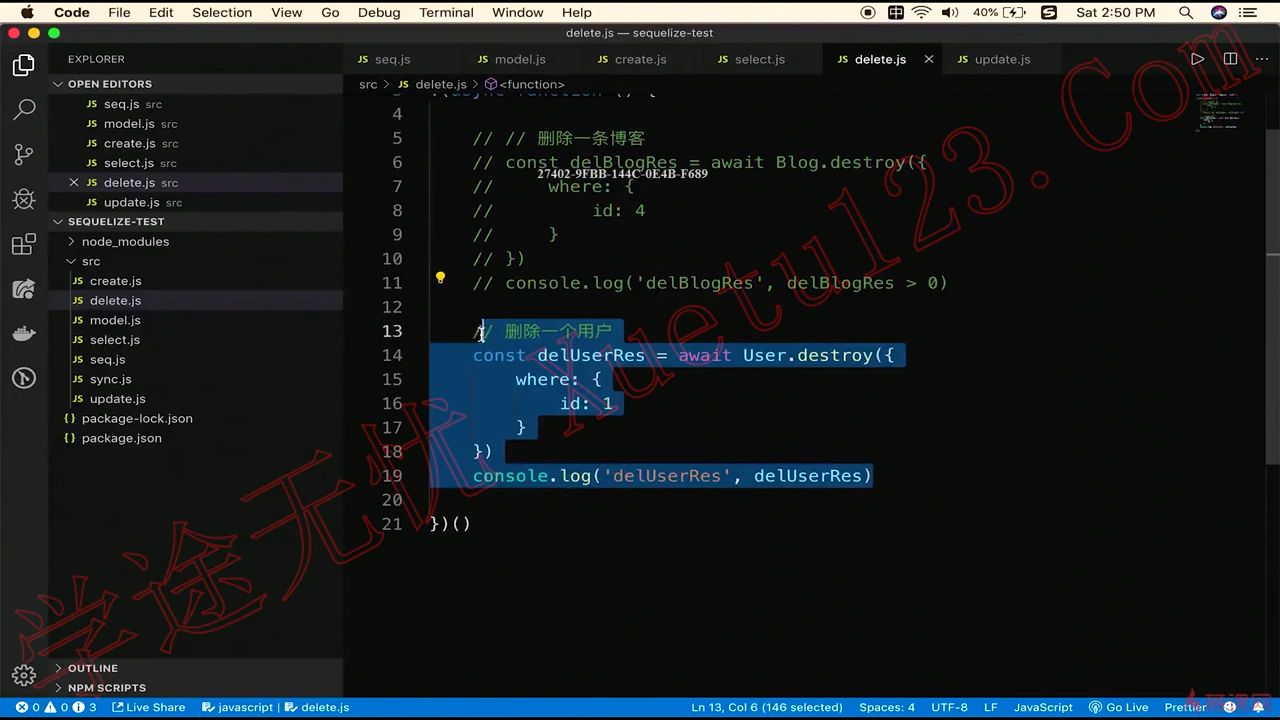 Code File Edit Selection View Go Debug Terminal Window Help 40% Sat 2:50 PM
delete.js — sequelize-test
EXPLORER
OPEN EDITORS
seq.js src
model.js src
create.js src
select.js src
delete.js src
update.js src
SEQUELIZE-TEST
node_modules
src
create.js
delete.js
model.js
select.js
seq.js
sync.js
update.js
package-lock.json
package.json
OUTLINE
NPM SCRIPTS
seq.js model.js create.js select.js delete.js update.js
src > delete.js > <function>
4
5 // // 删除一条博客
6 // const delBlogRes = await Blog.destroy({
27402-9FBB-144C-0E4B-F689
7 // where: {
8 // id: 4
9 // }
10 // })
11 // console.log('delBlogRes', delBlogRes > 0)
12
13 // 删除一个用户
14 const delUserRes = await User.destroy({
15 where: {
16 id: 1
17 }
18 })
19 console.log('delUserRes', delUserRes)
20
21 })()
学途无忧 Xuetu123.Com
0 0 3 Live Share javascript delete.js Ln 13, Col 6 (146 selected) Spaces: 4 UTF-8 LF JavaScript Go Live Prettier